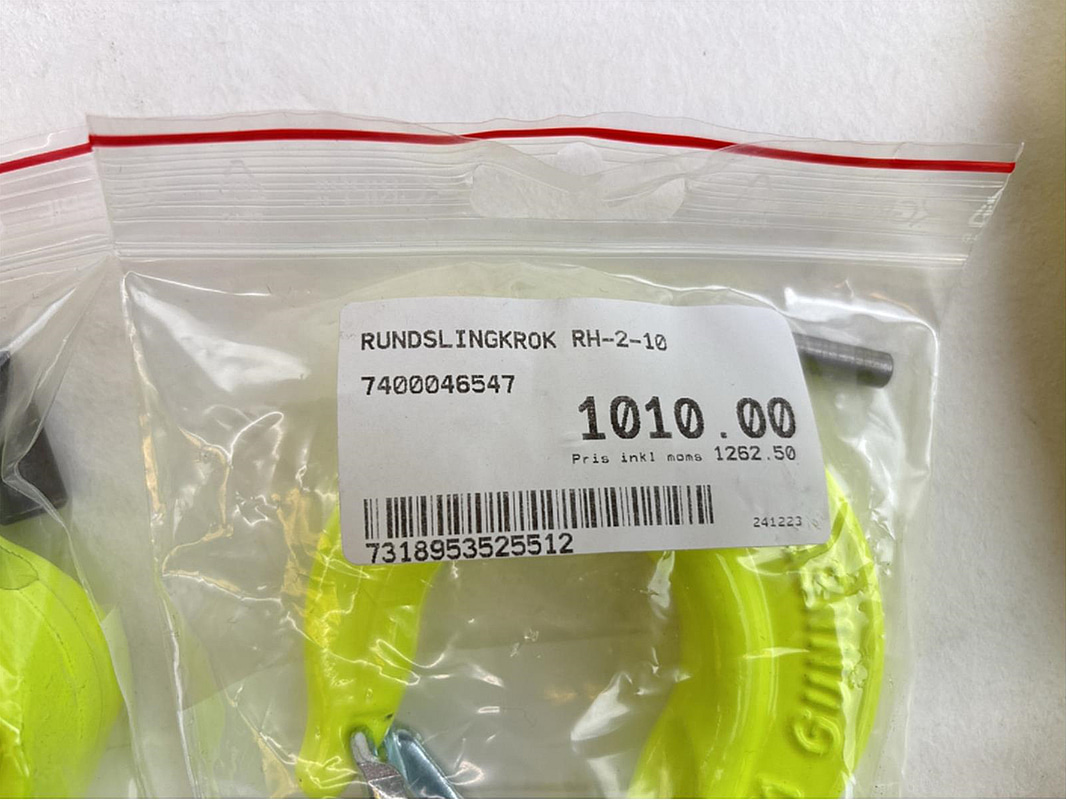 RUNDSLINGKROK RH-2-10
7400046547
1010.00
Pris inkl moms 1262.50
241223
7318953525512